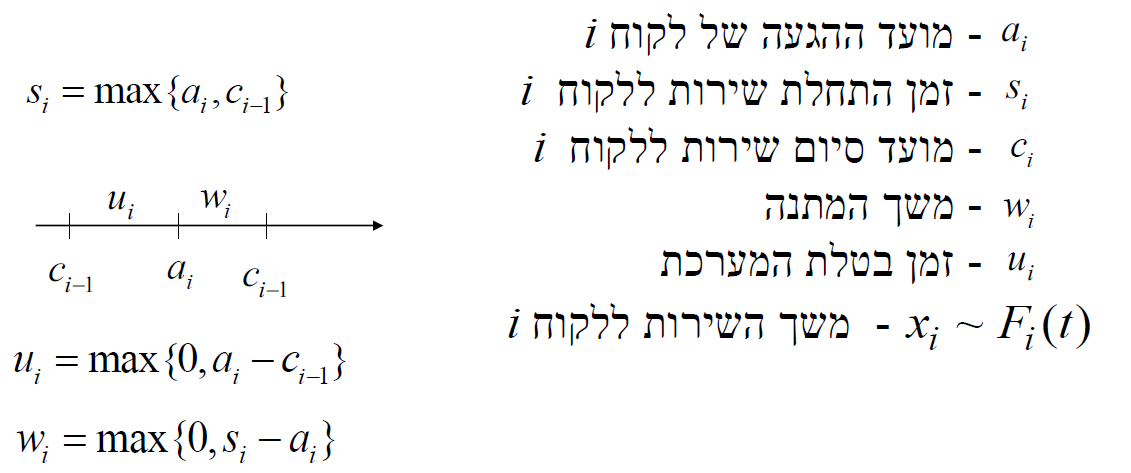 a_i - מועד ההגעה של לקוח i
s_i - זמן התחלת שירות ללקוח i
c_i - מועד סיום שירות ללקוח i
w_i - משך המתנה
u_i - זמן בטלת המערכת
x_i ~ F_i(t) - משך השירות ללקוח i
s_i = max{a_i, c_{i-1}}
u_i w_i
c_{i-1} a_i c_{i-1}
u_i = max{0, a_i − c_{i-1}}
w_i = max{0, s_i − a_i}